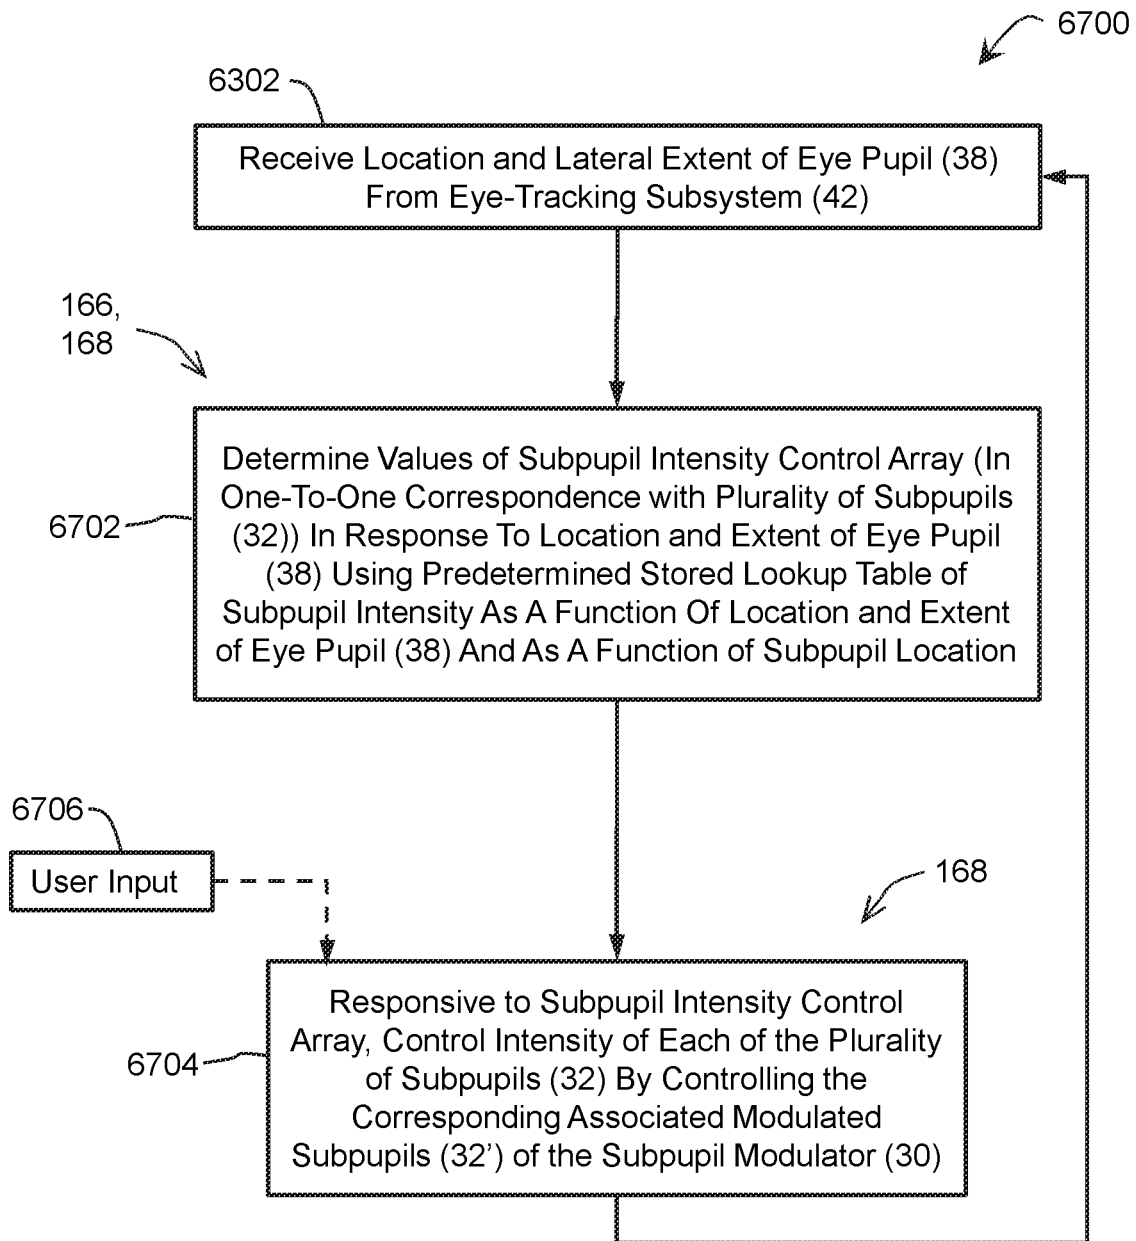 6700
6302
Receive Location and Lateral Extent of Eye Pupil (38)
From Eye-Tracking Subsystem (42)
166,
168
6702
Determine Values of Subpupil Intensity Control Array (In
One-To-One Correspondence with Plurality of Subpupils
(32)) In Response To Location and Extent of Eye Pupil
(38) Using Predetermined Stored Lookup Table of
Subpupil Intensity As A Function Of Location and Extent
of Eye Pupil (38) And As A Function of Subpupil Location
6706
User Input
168
6704
Responsive to Subpupil Intensity Control
Array, Control Intensity of Each of the Plurality
of Subpupils (32) By Controlling the
Corresponding Associated Modulated
Subpupils (32’) of the Subpupil Modulator (30)